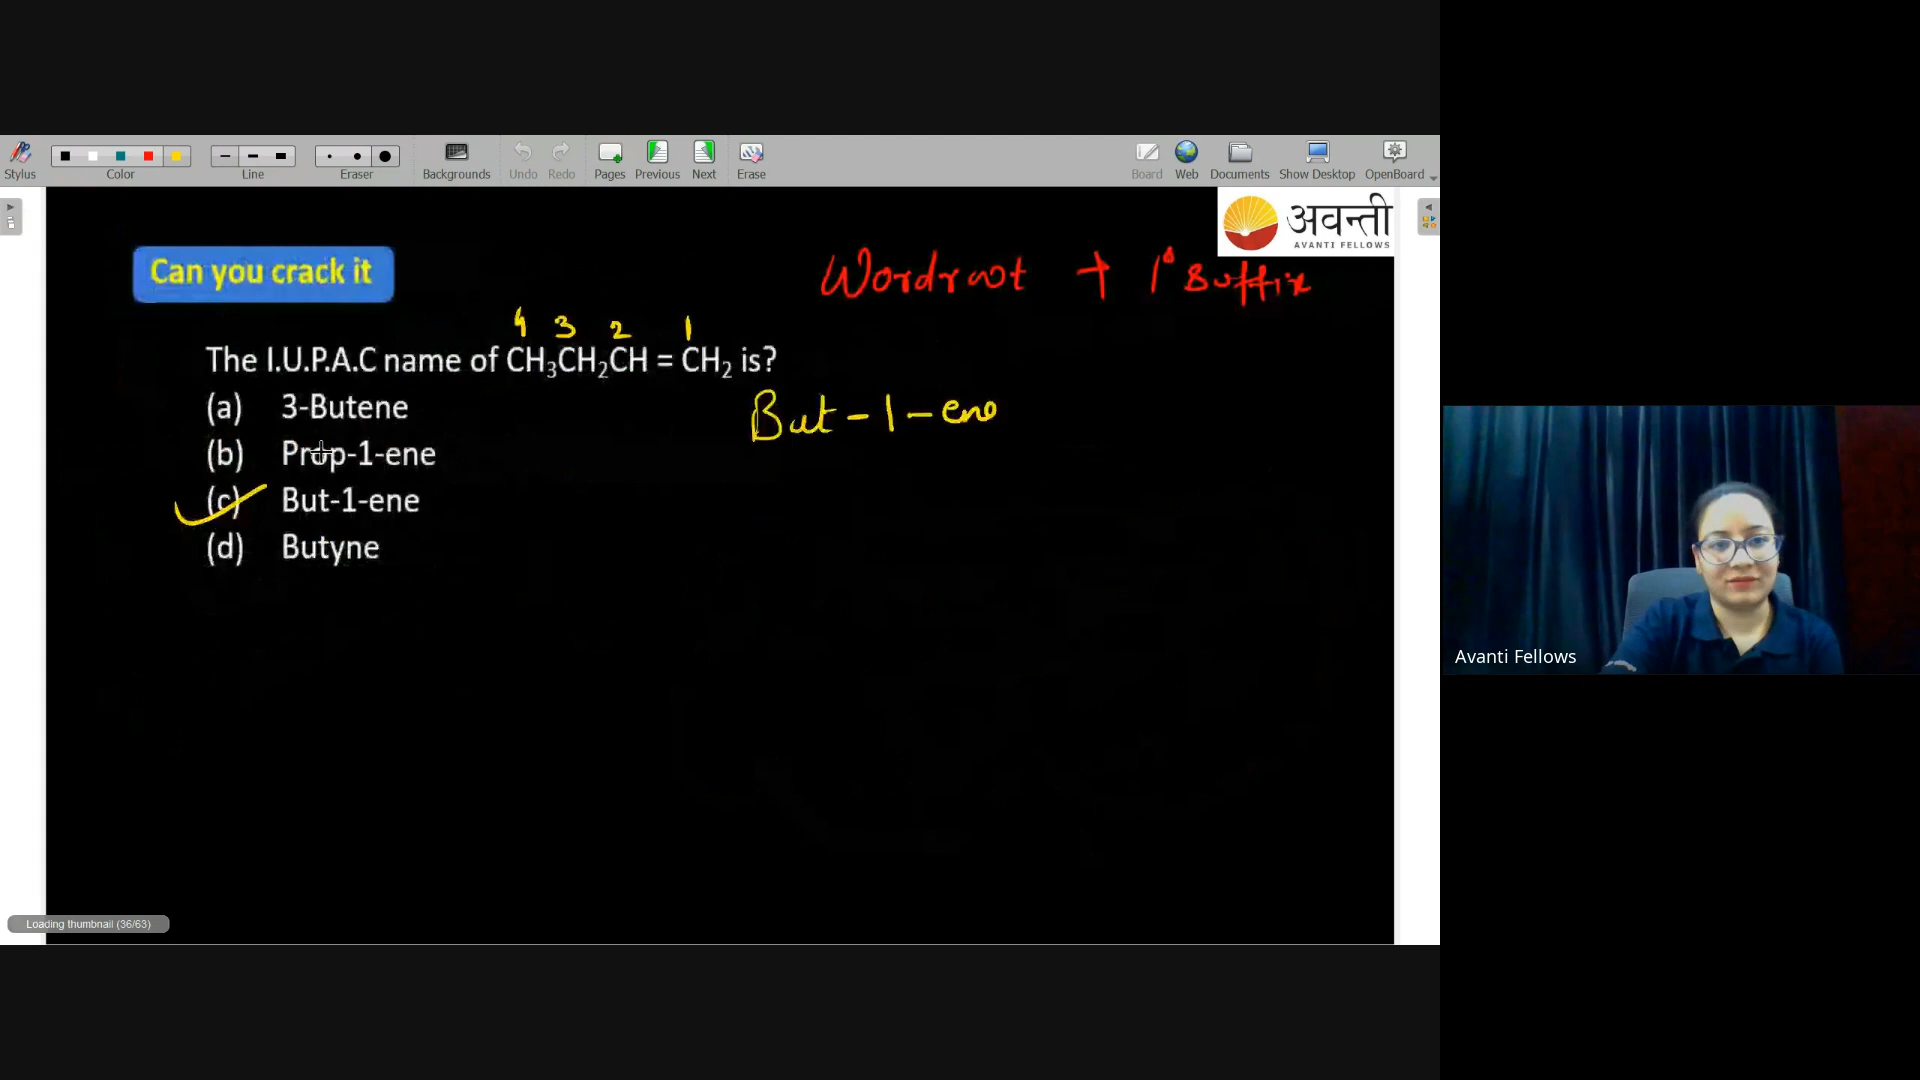 Stylus Color Line Eraser Backgrounds Undo Redo Pages Previous Next Erase Board Web Documents Show Desktop OpenBoard
अवन्ती
AVANTI FELLOWS
Can you crack it
Wordroot + 1° Suffix
4 3 2 1
The I.U.P.A.C name of CH₃CH₂CH = CH₂ is?
(a) 3-Butene
But-1-ene
(b) Prop-1-ene
(c) But-1-ene
(d) Butyne
Avanti Fellows
Loading thumbnail (36/63)